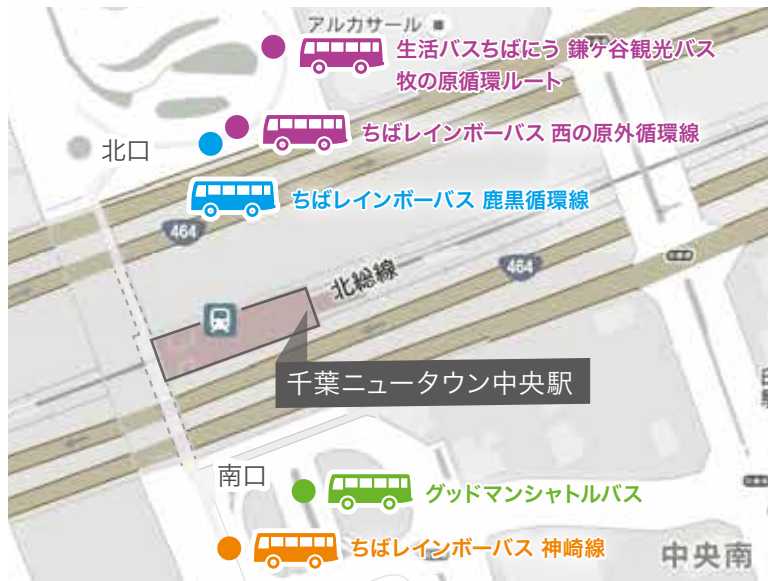 アルカサール
生活バスちばにう 鎌ヶ谷観光バス
牧の原循環ルート
ちばレインボーバス 西の原外循環線
北口
ちばレインボーバス 鹿黒循環線
464
北総線
464
千葉ニュータウン中央駅
南口
グッドマンシャトルバス
ちばレインボーバス 神崎線
中央南